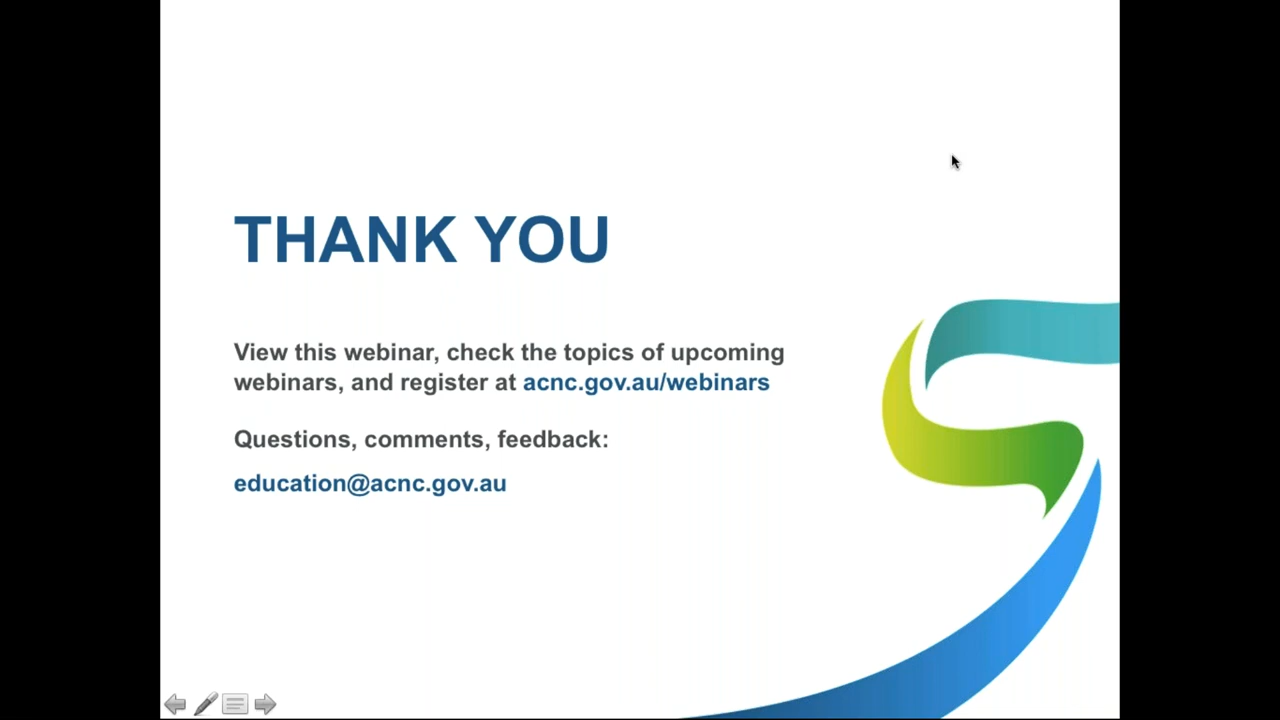 THANK YOU
View this webinar, check the topics of upcoming
webinars, and register at acnc.gov.au/webinars
Questions, comments, feedback:
education@acnc.gov.au